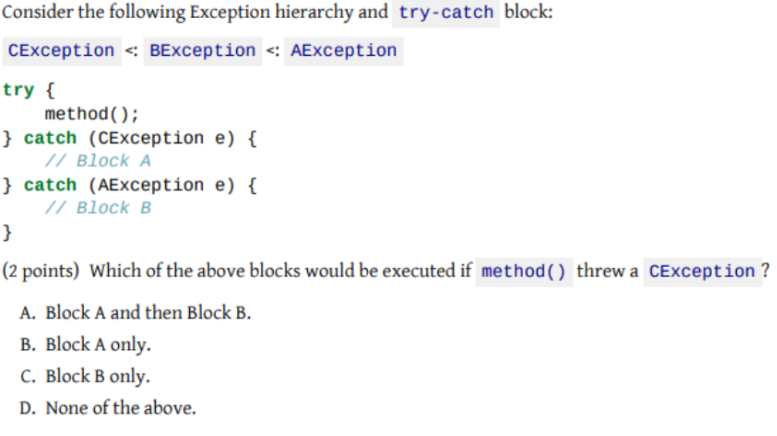 Consider the following Exception hierarchy and try-catch block:
CException <: BException <: AException
try {
    method();
} catch (CException e) {
    // Block A
} catch (AException e) {
    // Block B
}
(2 points) Which of the above blocks would be executed if method() threw a CException ?
A. Block A and then Block B.
B. Block A only.
C. Block B only.
D. None of the above.